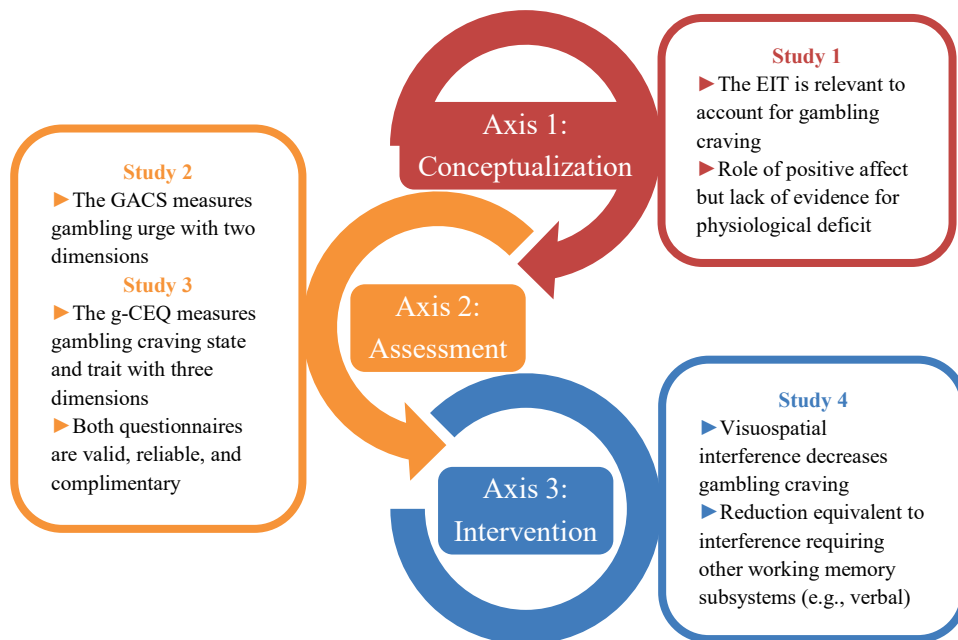 Axis 1:
Conceptualization
Study 1
►The EIT is relevant to
account for gambling
craving
►Role of positive affect
but lack of evidence for
physiological deficit
Axis 2:
Assessment
Study 2
►The GACS measures
gambling urge with two
dimensions
Study 3
►The g-CEQ measures
gambling craving state
and trait with three
dimensions
►Both questionnaires
are valid, reliable, and
complimentary
Axis 3:
Intervention
Study 4
►Visuospatial
interference decreases
gambling craving
►Reduction equivalent to
interference requiring
other working memory
subsystems (e.g., verbal)